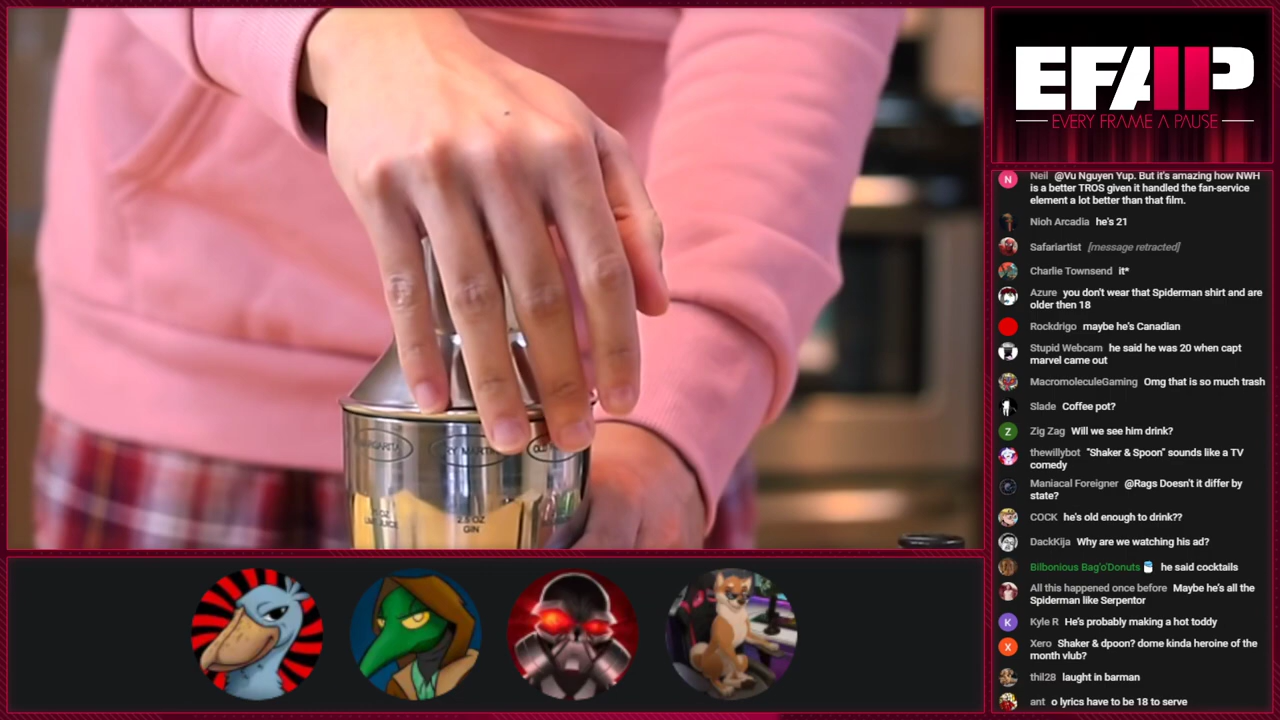 EFAP
EVERY FRAME A PAUSE
Neil @Vu Nguyen Yup. But it's amazing how NWH
is a better TROS given it handled the fan-service
element a lot better than that film.
Nioh Arcadia he's 21
Safariartist [message retracted]
Charlie Townsend it*
Azure you don't wear that Spiderman shirt and are
older then 18
Rockdrigo maybe he's Canadian
Stupid Webcam he said he was 20 when capt
marvel came out
MacromoleculeGaming Omg that is so much trash
Slade Coffee pot?
Z Zig Zag Will we see him drink?
thewillybot "Shaker & Spoon" sounds like a TV
comedy
Maniacal Foreigner @Rags Doesn't it differ by
state?
COCK he's old enough to drink??
DackKija Why are we watching his ad?
Bilbonious Bag'o'Donuts he said cocktails
All this happened once before Maybe he's all the
Spiderman like Serpentor
K Kyle R He's probably making a hot toddy
X Xero Shaker & dpoon? dome kinda heroine of the
month vlub?
thil28 laught in barman
ant o lyrics have to be 18 to serve
N
2.5 OZ
GIN